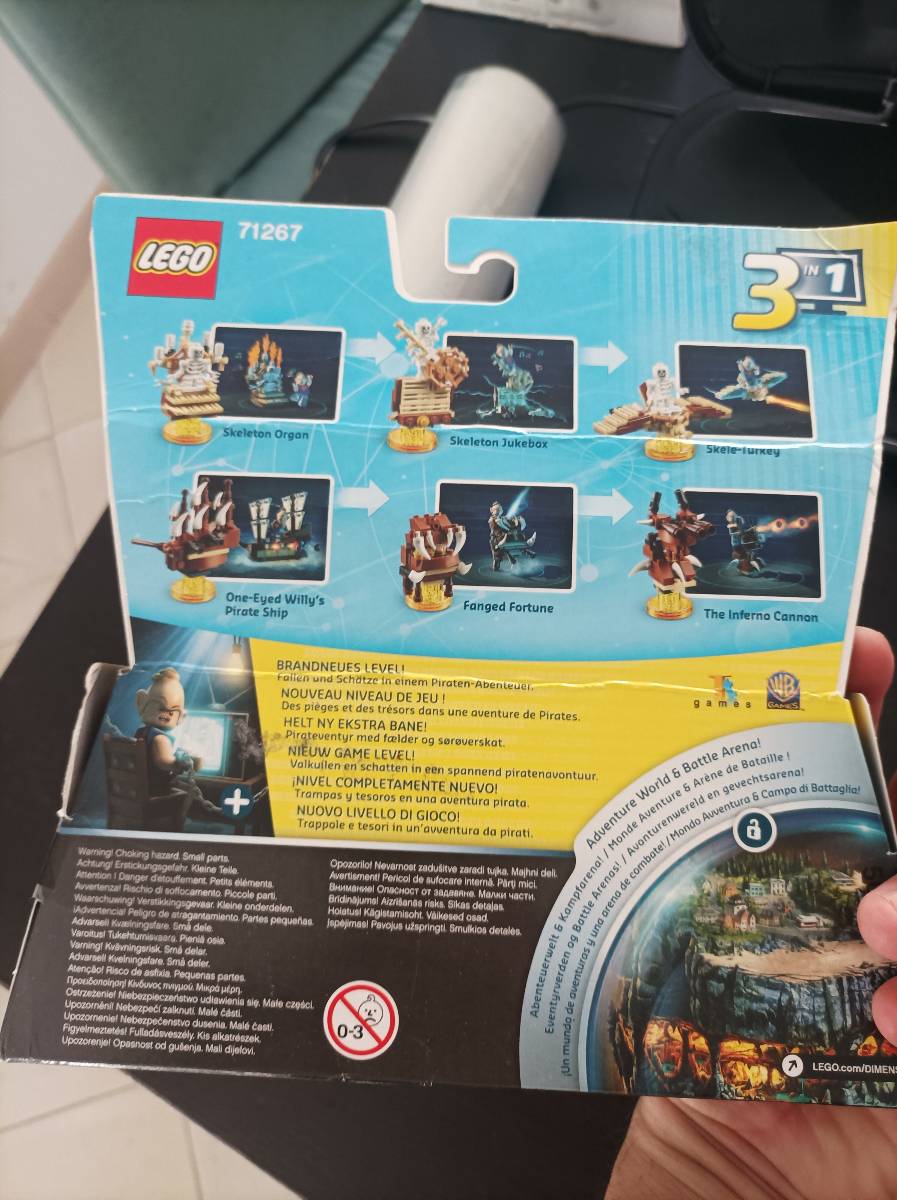 LEGO
71267
3 IN 1
Skeleton Organ
Skeleton Jukebox
Skele-Turkey
One-Eyed Willy's
Pirate Ship
Fanged Fortune
The Inferno Cannon
BRANDNEUES LEVEL!
Fallen und Schätze in einem Piraten-Abenteuer.
NOUVEAU NIVEAU DE JEU !
Des pièges et des trésors dans une aventure de Pirates.
HELT NY EKSTRA BANE!
Pirateventyr med fælder og sørøverskat.
NIEUW GAME LEVEL!
Valkuilen en schatten in een spannend piratenavontuur.
¡NIVEL COMPLETAMENTE NUEVO!
Trampas y tesoros en una aventura pirata.
NUOVO LIVELLO DI GIOCO!
Trappole e tesori in un'avventura da pirati.
games
WB
GAMES
Adventure World & Battle Arena!
Abenteuerwelt & Kampfarena! / Monde Aventure & Arène de Bataille !
Eventyrverden og Battle Arenas! / Avonturenwereld en gevechtsarena!
¡Un mundo de aventuras y una arena de combate! / Mondo Avventura & Campo di Battaglia!
Warning! Choking hazard. Small parts.
Achtung! Erstickungsgefahr. Kleine Teile.
Attention ! Danger d'étouffement. Petits éléments.
Avvertenza! Rischio di soffocamento. Piccole parti.
Waarschuwing! Verstikkingsgevaar. Kleine onderdelen.
¡Advertencia! Peligro de atragantamiento. Partes pequeñas.
Advarsel! Kvælningsfare. Små dele.
Varoitus! Tukehtumisvaara. Pieniä osia.
Varning! Kvävningsrisk. Små delar.
Advarsel! Kvelningsfare. Små deler.
Atenção! Risco de asfixia. Pequenas partes.
Προειδοποίηση! Κίνδυνος πνιγμού. Μικρά μέρη.
Ostrzeżenie! Niebezpieczeństwo udławienia się. Małe części.
Upozornění! Nebezpečí zalknutí. Malé části.
Upozornenie! Nebezpečenstvo dusenia. Malé časti.
Figyelmeztetés! Fulladásveszély. Kis alkatrészek.
Upozorenje! Opasnost od gušenja. Mali dijelovi.
Opozorilo! Nevarnost zadušitve zaradi tujka. Majhni deli.
Avertisment! Pericol de sufocare internă. Părţi mici.
Внимание! Опасност от задавяне. Малки части.
Brīdinājums! Aizrīšanās risks. Sīkas detaļas.
Hoiatus! Kägistamisoht. Väikesed osad.
Įspėjimas! Pavojus užspringti. Smulkios detalės.
0-3
LEGO.com/DIMENS